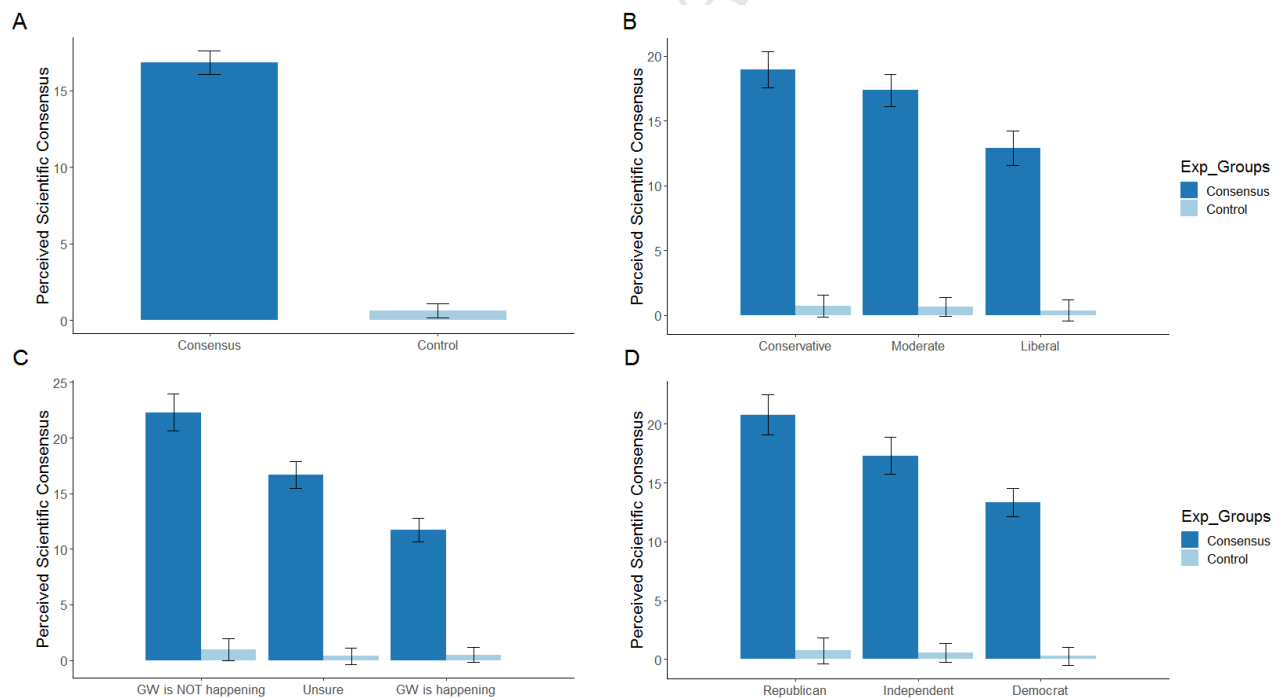 A
Perceived Scientific Consensus
15
10
5
0
Consensus Control
B
Perceived Scientific Consensus
20
15
10
5
0
Conservative Moderate Liberal
Exp_Groups
Consensus
Control
C
Perceived Scientific Consensus
25
20
15
10
5
0
GW is NOT happening Unsure GW is happening
D
Perceived Scientific Consensus
20
15
10
5
0
Republican Independent Democrat
Exp_Groups
Consensus
Control